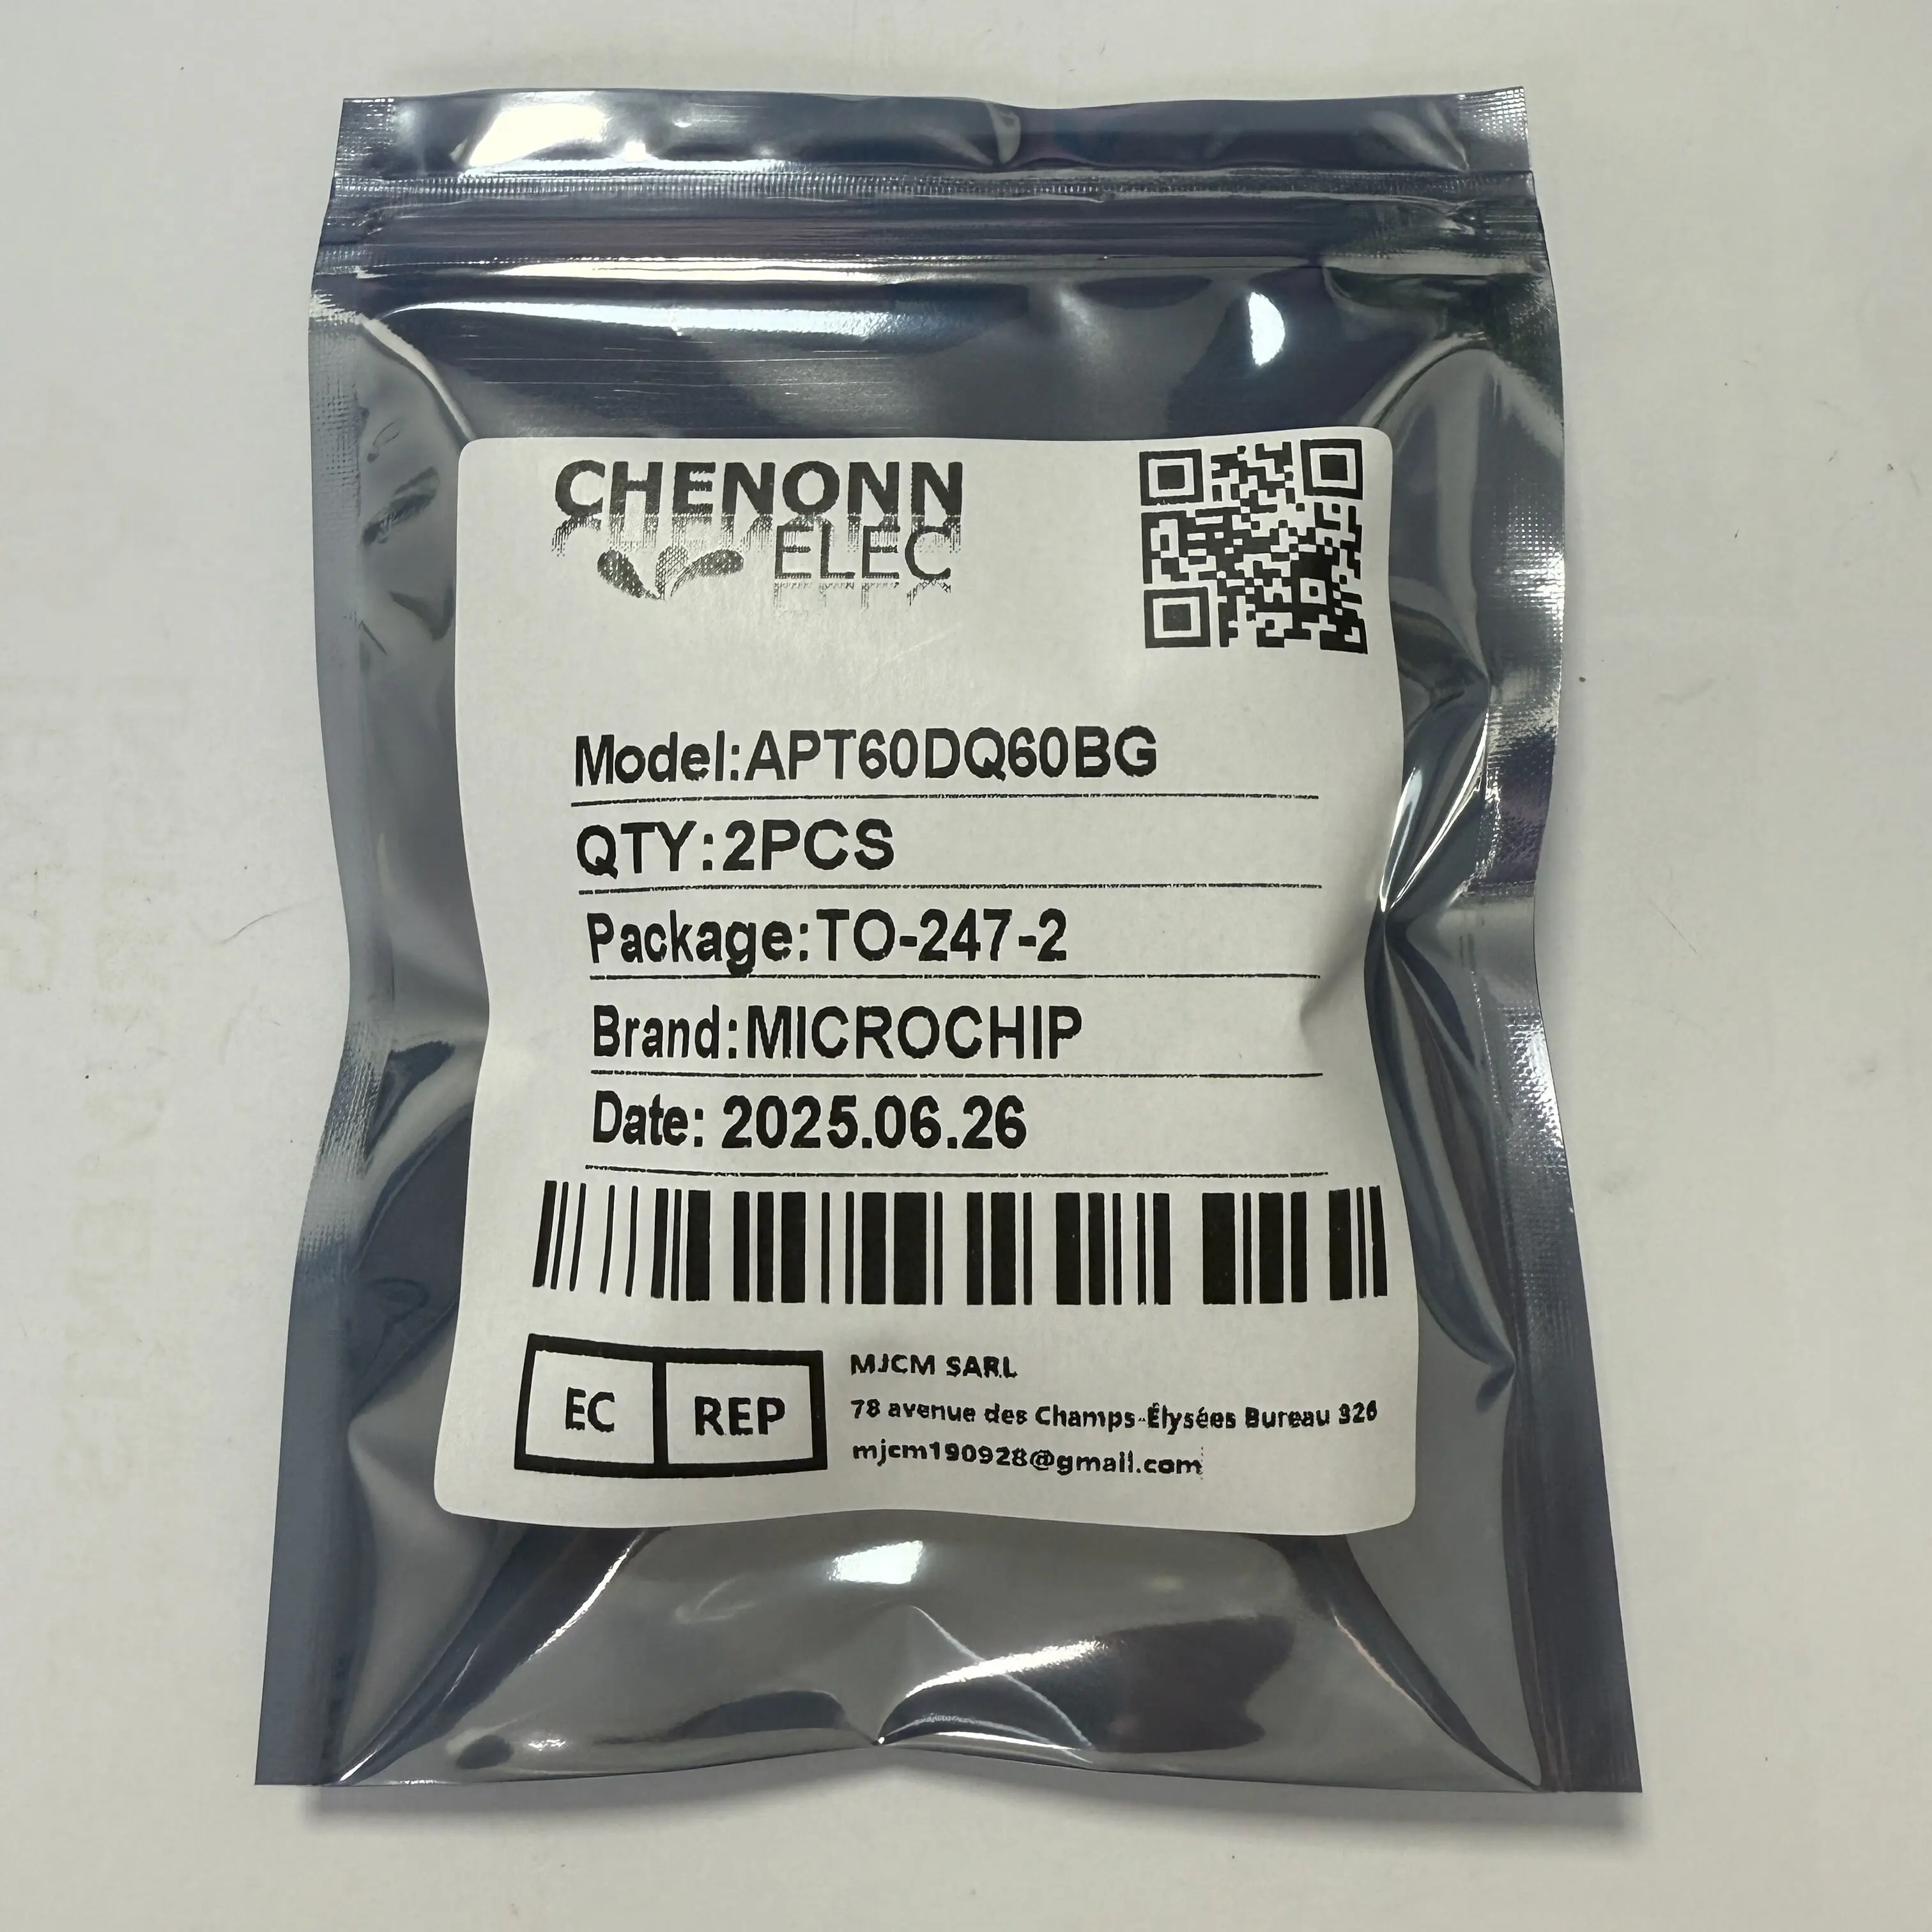 CHENONN
ELEC
Model:APT60DQ60BG
QTY:2PCS
Package:TO-247-2
Brand:MICROCHIP
Date: 2025.06.26
EC REP
MJCM SARL
78 avenue des Champs-Élysées Bureau 326
mjcm190928@gmail.com